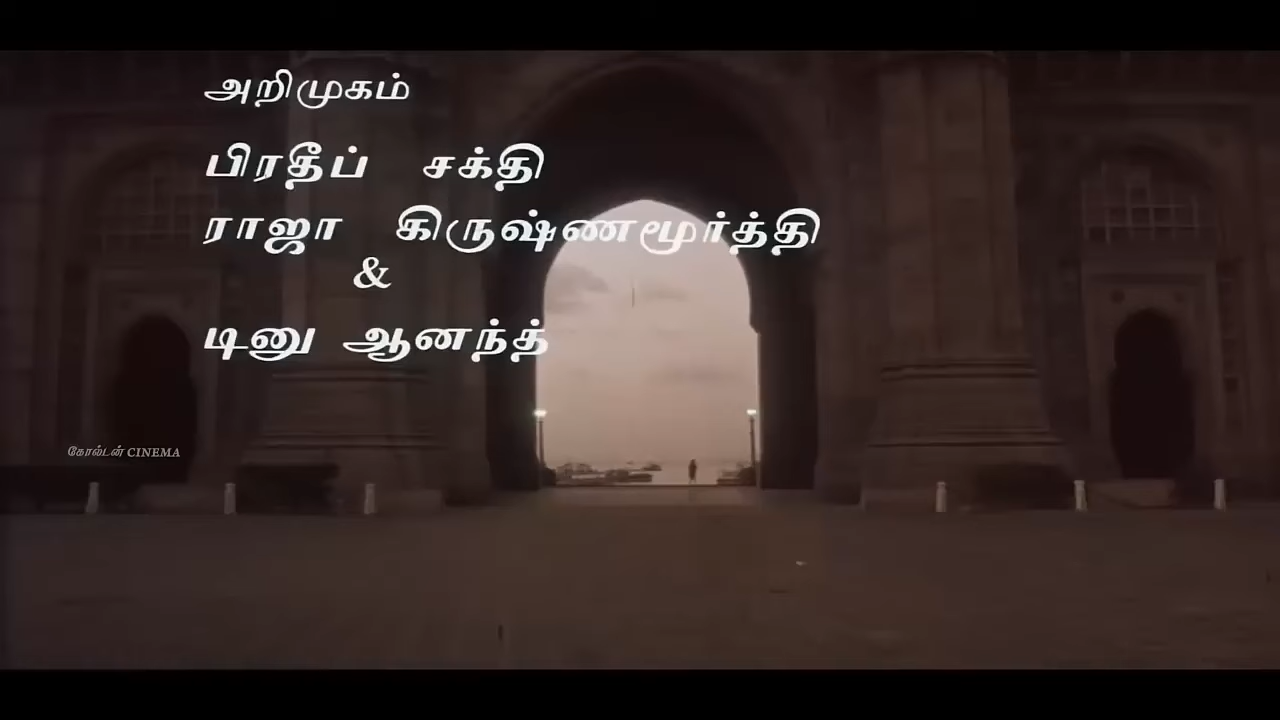 அறிமுகம்
பிரதீப் சக்தி
ராஜா கிருஷ்ணமூர்த்தி
&
டினு ஆனந்த்
கோல்டன் CINEMA